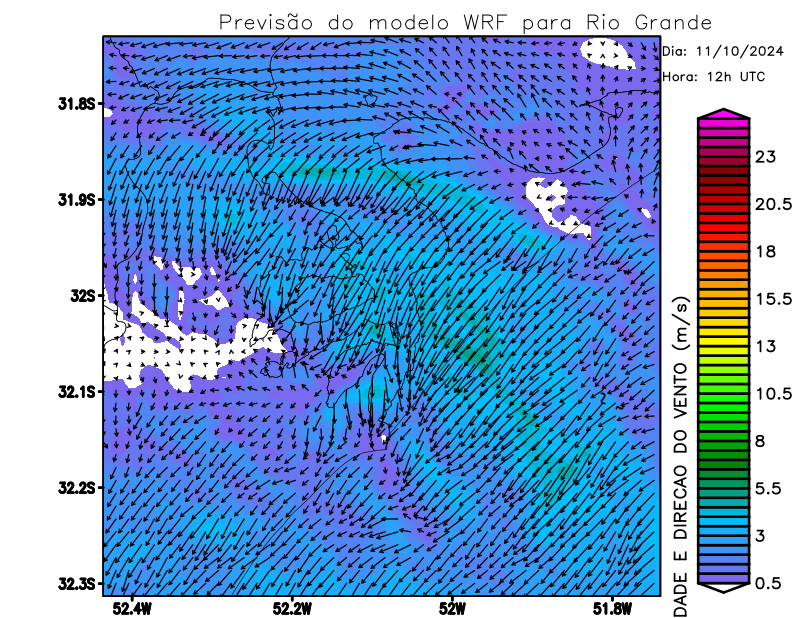 Previsão do modelo WRF para Rio Grande
Dia: 11/10/2024
Hora: 12h UTC
31.8S
31.9S
32S
32.1S
32.2S
32.3S
52.4W
52.2W
52W
51.8W
23
20.5
18
15.5
13
10.5
8
5.5
3
0.5
DADE E DIRECAO DO VENTO (m/s)